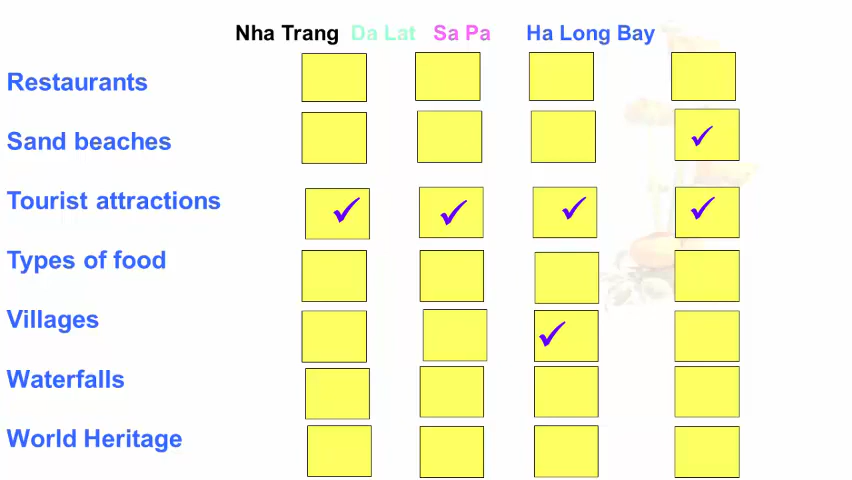 Nha Trang Da Lat Sa Pa Ha Long Bay
Restaurants
Sand beaches
Tourist attractions
Types of food
Villages
Waterfalls
World Heritage